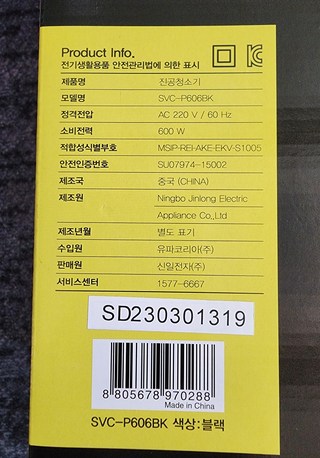 Product Info.
전기생활용품 안전관리법에 의한 표시
제품명 진공청소기
모델명 SVC-P606BK
정격전압 AC 220 V / 60 Hz
소비전력 600 W
적합성식별부호 MSIP-REI-AKE-EKV-S1005
안전인증번호 SU07974-15002
제조국 중국 (CHINA)
제조원 Ningbo Jinlong Electric
Appliance Co.,Ltd
제조년월 별도 표기
수입원 유파코리아(주)
판매원 신일전자(주)
서비스센터 1577-6667
SD230301319
8 805678 970288
Made in China
SVC-P606BK 색상:블랙